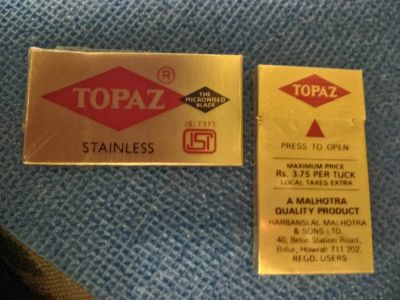 ®
TOPAZ
THE
MICRONISED
BLADE
IS: 7371
STAINLESS
ISI
TOPAZ
PRESS TO OPEN
MAXIMUM PRICE
Rs. 3.75 PER TUCK
LOCAL TAXES EXTRA
A MALHOTRA
QUALITY PRODUCT
HARBANSLAL MALHOTRA
& SONS LTD.
40, Belur Station Road,
Belur, Howrah 711 202.
REGD. USERS